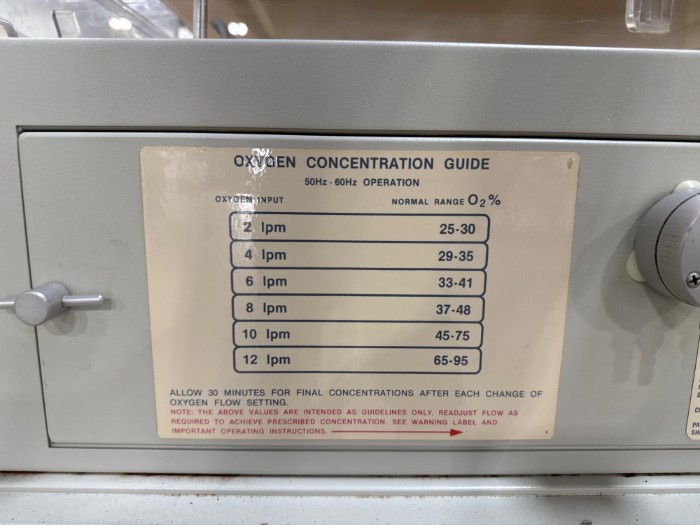 OXYGEN CONCENTRATION GUIDE
50Hz - 60Hz OPERATION
OXYGEN INPUT NORMAL RANGE O2%
2 lpm 25-30
4 lpm 29-35
6 lpm 33-41
8 lpm 37-48
10 lpm 45-75
12 lpm 65-95
ALLOW 30 MINUTES FOR FINAL CONCENTRATIONS AFTER EACH CHANGE OF
OXYGEN FLOW SETTING.
NOTE: THE ABOVE VALUES ARE INTENDED AS GUIDELINES ONLY. READJUST FLOW AS
REQUIRED TO ACHIEVE PRESCRIBED CONCENTRATION. SEE WARNING LABEL AND
IMPORTANT OPERATING INSTRUCTIONS.